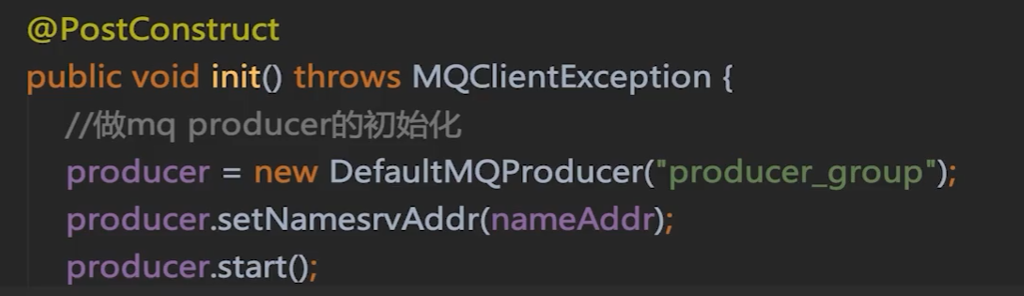 @PostConstruct
public void init() throws MQClientException {
//做mq producer的初始化
producer = new DefaultMQProducer("producer_group");
producer.setNamesrvAddr(nameAddr);
producer.start();